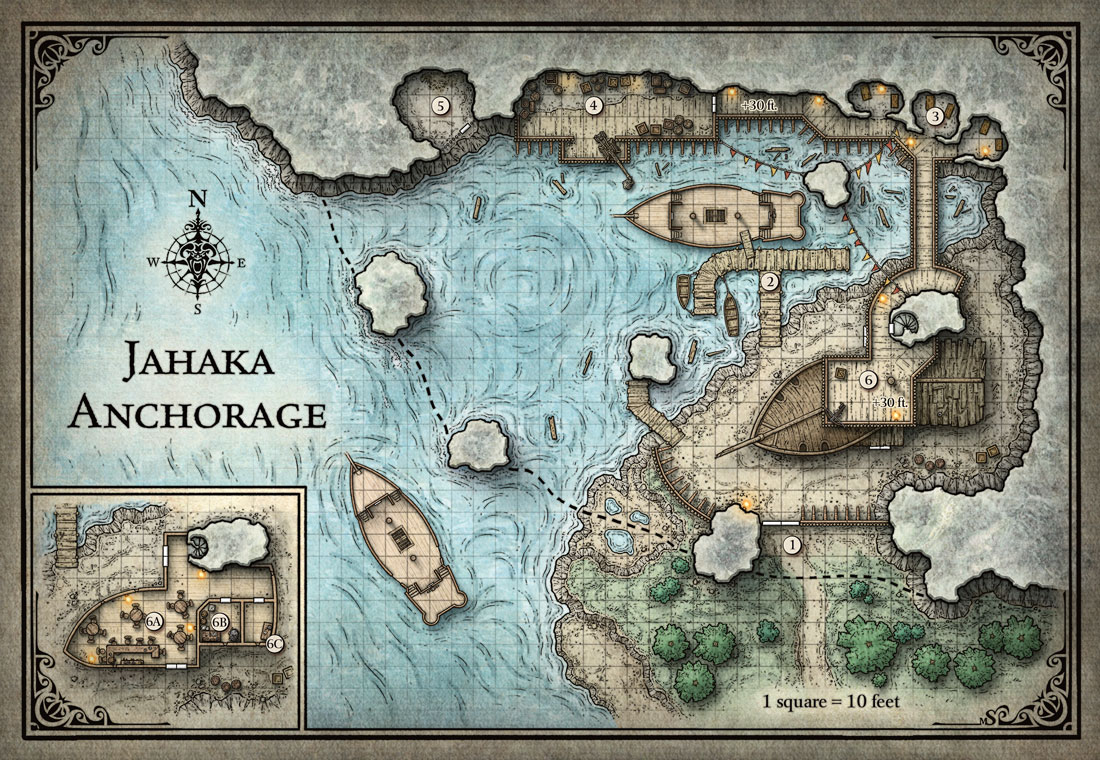 5
4
+30 ft.
3
N
W
E
S
2
JAHAKA
ANCHORAGE
6
+30 ft.
1
6A
6B
6C
1 square = 10 feet
MS